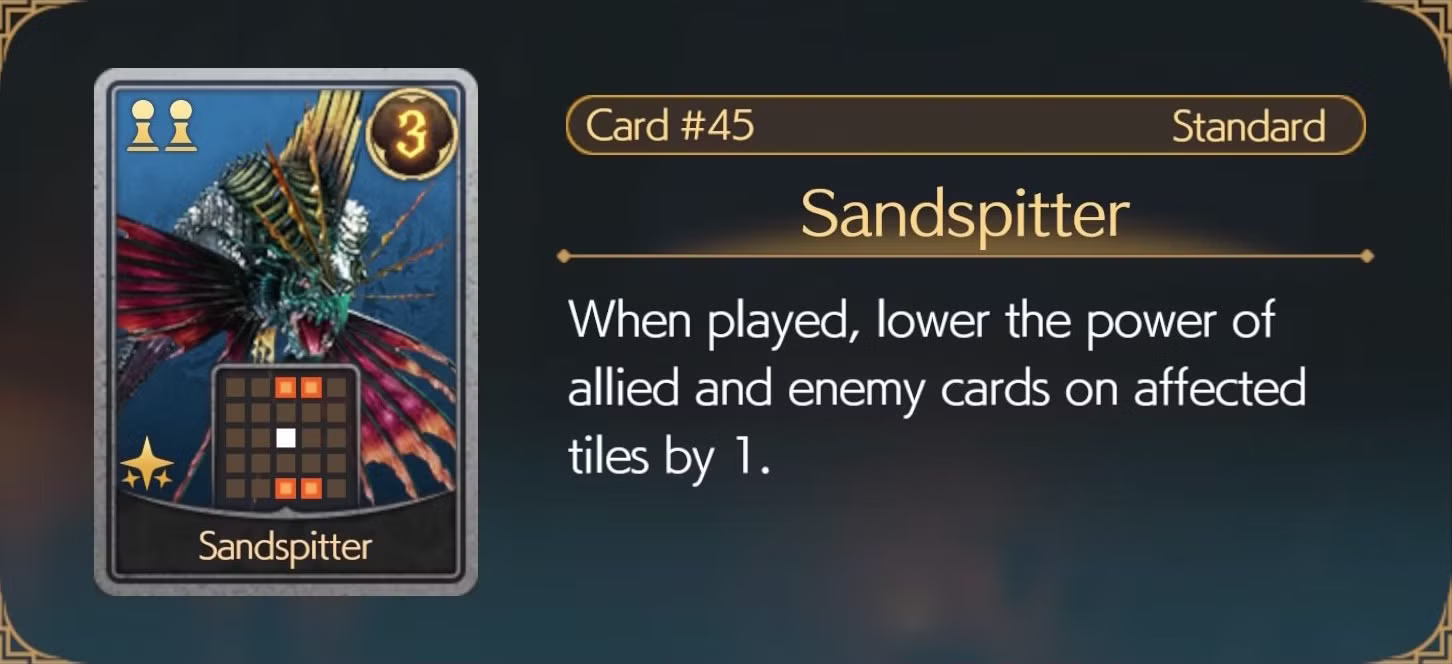 3
Sandspitter
Card #45
Standard
Sandspitter
When played, lower the power of
allied and enemy cards on affected
tiles by 1.